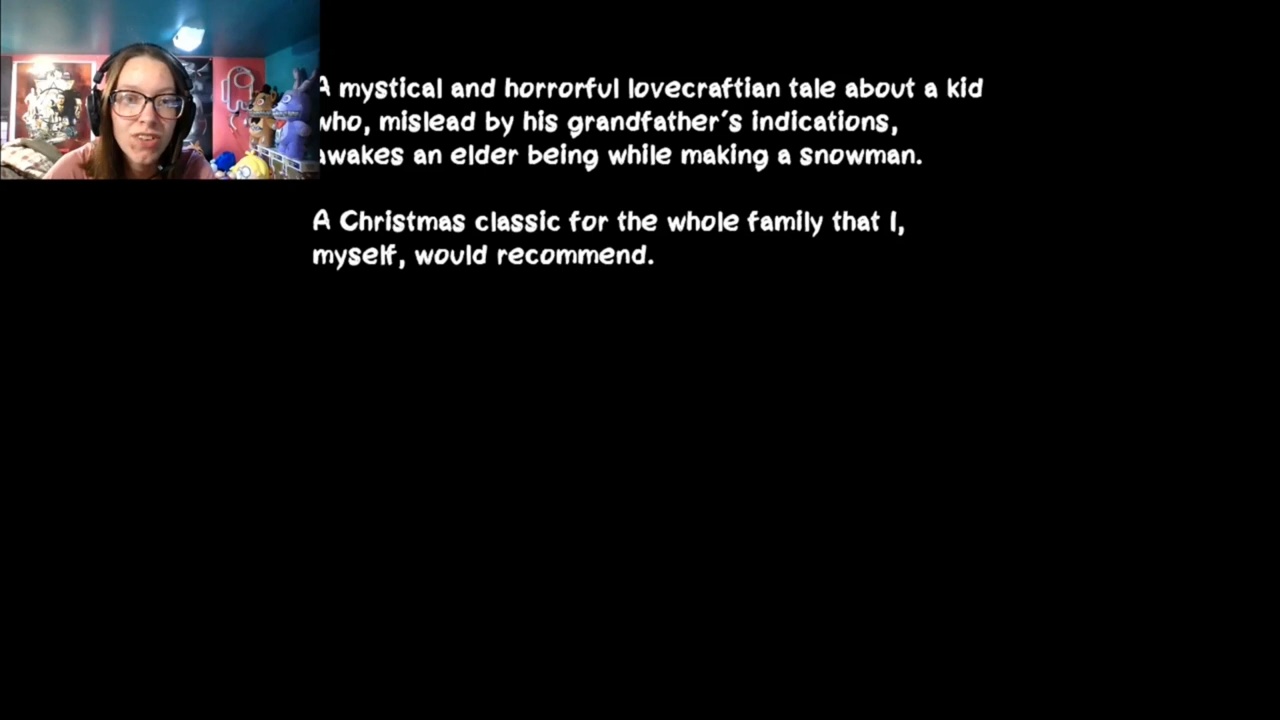 A mystical and horrorful lovecraftian tale about a kid
who, mislead by his grandfather's indications,
awakes an elder being while making a snowman.
A Christmas classic for the whole family that I,
myself, would recommend.